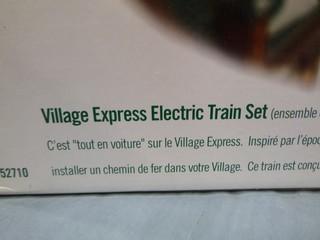 Village Express Electric Train Set (ensemble
C'est "tout en voiture" sur le Village Express. Inspiré par l'époq
52710 installer un chemin de fer dans votre Village. Ce train est conçu